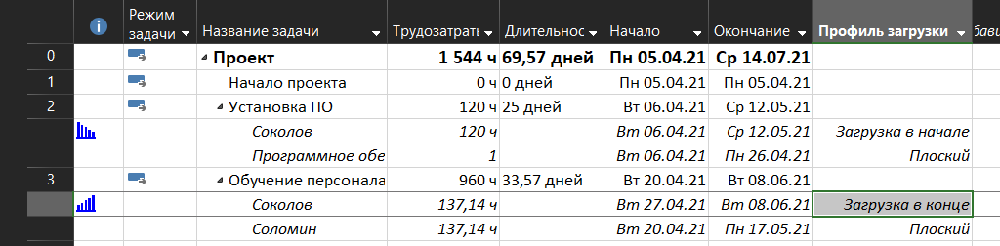 Режим задачи Название задачи Трудозатрат Длительнос Начало Окончание Профиль загрузки
0 Проект 1 544 ч 69,57 дней Пн 05.04.21 Ср 14.07.21
1 Начало проекта 0 ч 0 дней Пн 05.04.21 Пн 05.04.21
2 Установка ПО 120 ч 25 дней Вт 06.04.21 Ср 12.05.21
Соколов 120 ч Вт 06.04.21 Ср 12.05.21 Загрузка в начале
Программное обе 1 Вт 06.04.21 Пн 26.04.21 Плоский
3 Обучение персонала 960 ч 33,57 дней Вт 20.04.21 Вт 08.06.21
Соколов 137,14 ч Вт 27.04.21 Вт 08.06.21 Загрузка в конце
Соломин 137,14 ч Вт 20.04.21 Пн 17.05.21 Плоский